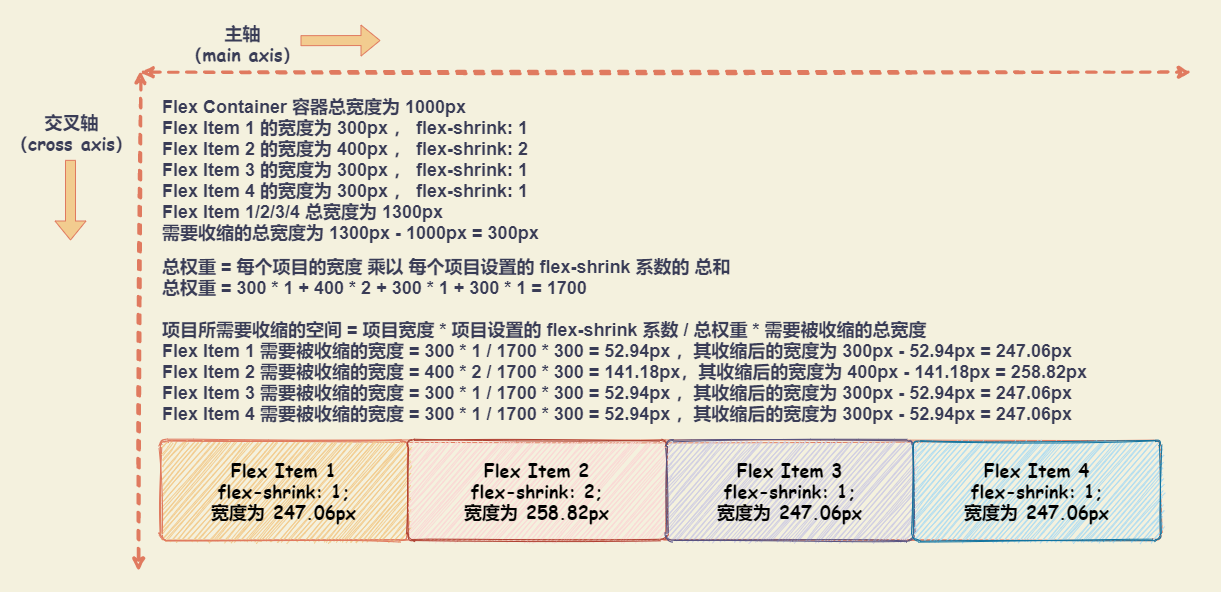 主轴
(main axis)
交叉轴
(cross axis)
Flex Container 容器总宽度为 1000px
Flex Item 1 的宽度为 300px ， flex-shrink: 1
Flex Item 2 的宽度为 400px ， flex-shrink: 2
Flex Item 3 的宽度为 300px ， flex-shrink: 1
Flex Item 4 的宽度为 300px ， flex-shrink: 1
Flex Item 1/2/3/4 总宽度为 1300px
需要收缩的总宽度为 1300px - 1000px = 300px
总权重 = 每个项目的宽度 乘以 每个项目设置的 flex-shrink 系数的 总和
总权重 = 300 * 1 + 400 * 2 + 300 * 1 + 300 * 1 = 1700
项目所需要收缩的空间 = 项目宽度 * 项目设置的 flex-shrink 系数 / 总权重 * 需要被收缩的总宽度
Flex Item 1 需要被收缩的宽度 = 300 * 1 / 1700 * 300 = 52.94px ，其收缩后的宽度为 300px - 52.94px = 247.06px
Flex Item 2 需要被收缩的宽度 = 400 * 2 / 1700 * 300 = 141.18px，其收缩后的宽度为 400px - 141.18px = 258.82px
Flex Item 3 需要被收缩的宽度 = 300 * 1 / 1700 * 300 = 52.94px ，其收缩后的宽度为 300px - 52.94px = 247.06px
Flex Item 4 需要被收缩的宽度 = 300 * 1 / 1700 * 300 = 52.94px ，其收缩后的宽度为 300px - 52.94px = 247.06px
Flex Item 1
flex-shrink: 1;
宽度为 247.06px
Flex Item 2
flex-shrink: 2;
宽度为 258.82px
Flex Item 3
flex-shrink: 1;
宽度为 247.06px
Flex Item 4
flex-shrink: 1;
宽度为 247.06px